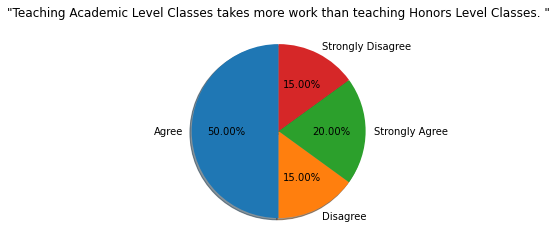 "Teaching Academic Level Classes takes more work than teaching Honors Level Classes. "
Strongly Disagree
15.00%
Agree
50.00%
20.00%
Strongly Agree
15.00%
Disagree